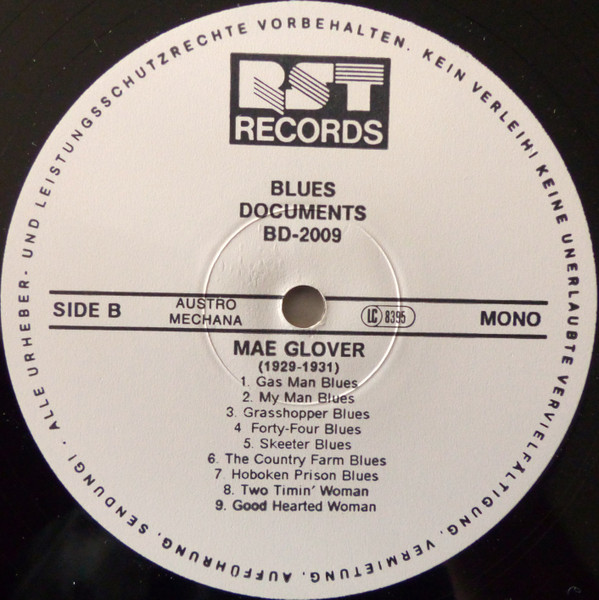 · ALLE URHEBER- UND LEISTUNGSSCHUTZRECHTE VORBEHALTEN. KEIN VERLEIH! KEINE UNERLAUBTE VERVIELFÄLTIGUNG, VERMIETUNG, AUFFÜHRUNG, SENDUNG!
RST
RECORDS
BLUES
DOCUMENTS
BD-2009
SIDE B
AUSTRO
MECHANA
LC 8395
MONO
MAE GLOVER
(1929-1931)
1. Gas Man Blues
2. My Man Blues
3. Grasshopper Blues
4 Forty-Four Blues
5. Skeeter Blues
6. The Country Farm Blues
7. Hoboken Prison Blues
8. Two Timin' Woman
9. Good Hearted Woman